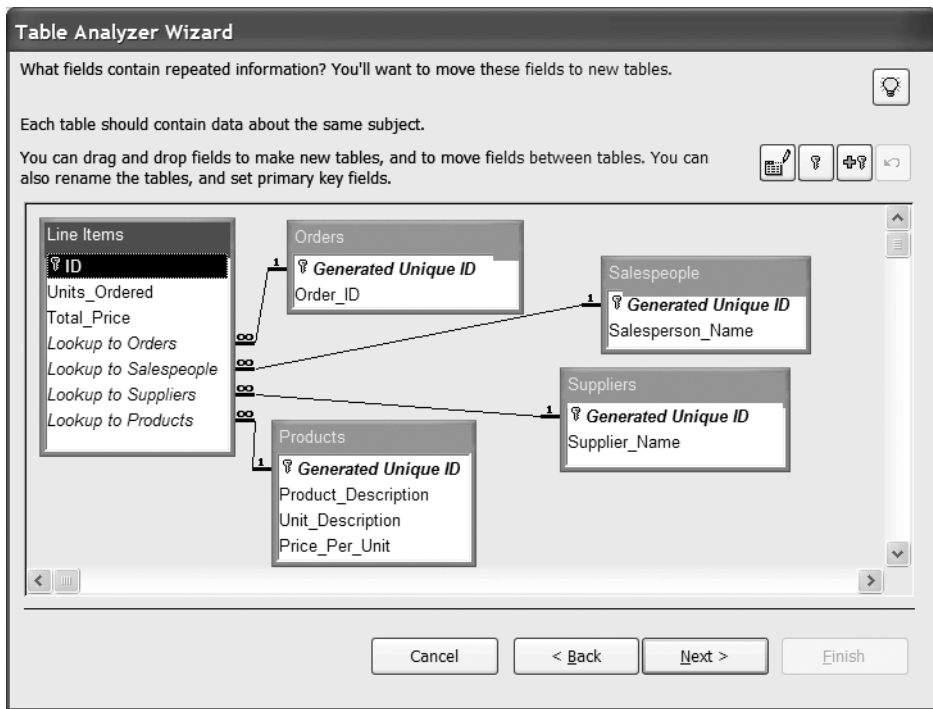 Table Analyzer Wizard
What fields contain repeated information? You'll want to move these fields to new tables.
Each table should contain data about the same subject.
You can drag and drop fields to make new tables, and to move fields between tables. You can
also rename the tables, and set primary key fields.
Line Items
ID
Units_Ordered
Total_Price
Lookup to Orders
Lookup to Salespeople
Lookup to Suppliers
Lookup to Products
∞
∞
∞
∞
Orders
1
Generated Unique ID
Order_ID
Salespeople
1
Generated Unique ID
Salesperson_Name
Suppliers
1
Generated Unique ID
Supplier_Name
Products
1
Generated Unique ID
Product_Description
Unit_Description
Price_Per_Unit
Cancel
< Back
Next >
Finish